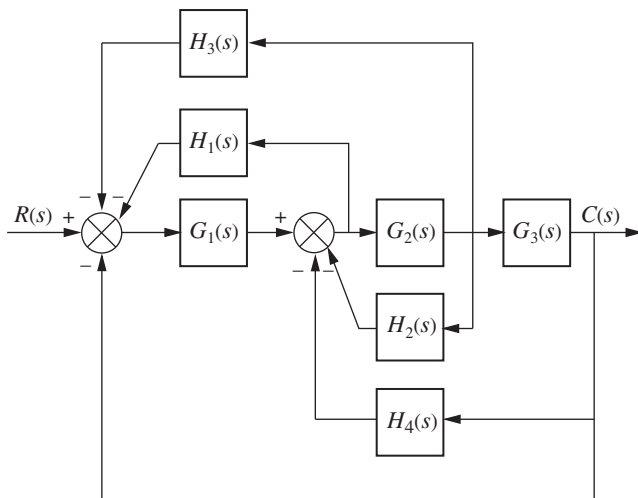 H3(s)
H1(s)
R(s) + − − −
G1(s)
+ − −
G2(s)
G3(s)
C(s)
H2(s)
H4(s)